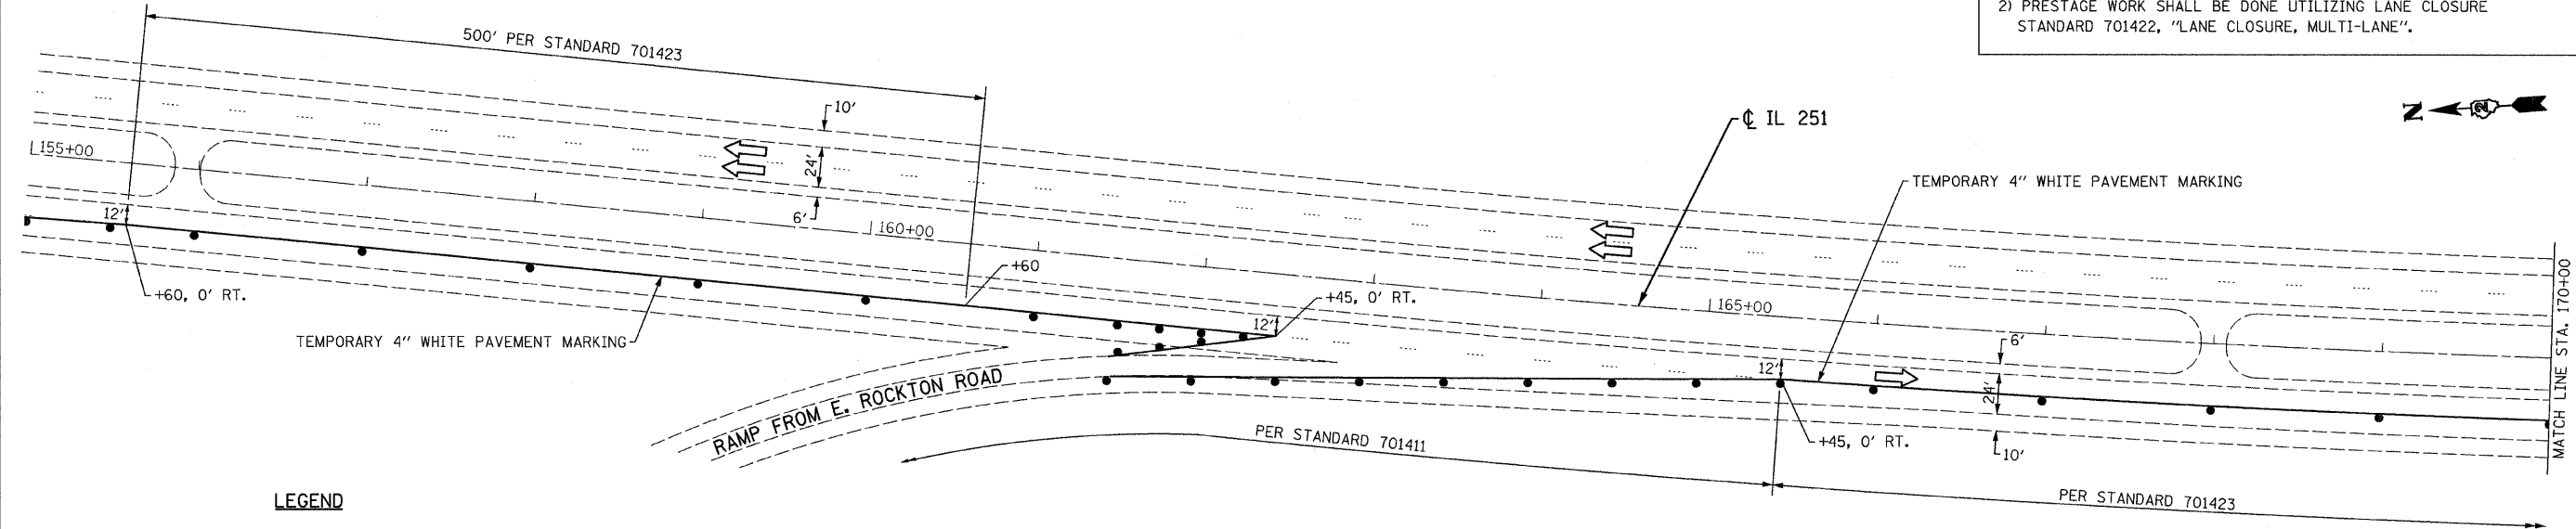 2) PRESTAGE WORK SHALL BE DONE UTILIZING LANE CLOSURE
STANDARD 701422, "LANE CLOSURE, MULTI-LANE".
500' PER STANDARD 701423
10'
℄ IL 251
N
2
155+00
24'
TEMPORARY 4" WHITE PAVEMENT MARKING
12'
6'
160+00
+60
+60, 0' RT.
+45, 0' RT.
165+00
MATCH LINE STA. 170+00
TEMPORARY 4" WHITE PAVEMENT MARKING
12'
6'
12'
24'
RAMP FROM E. ROCKTON ROAD
PER STANDARD 701411
+45, 0' RT.
10'
LEGEND
PER STANDARD 701423